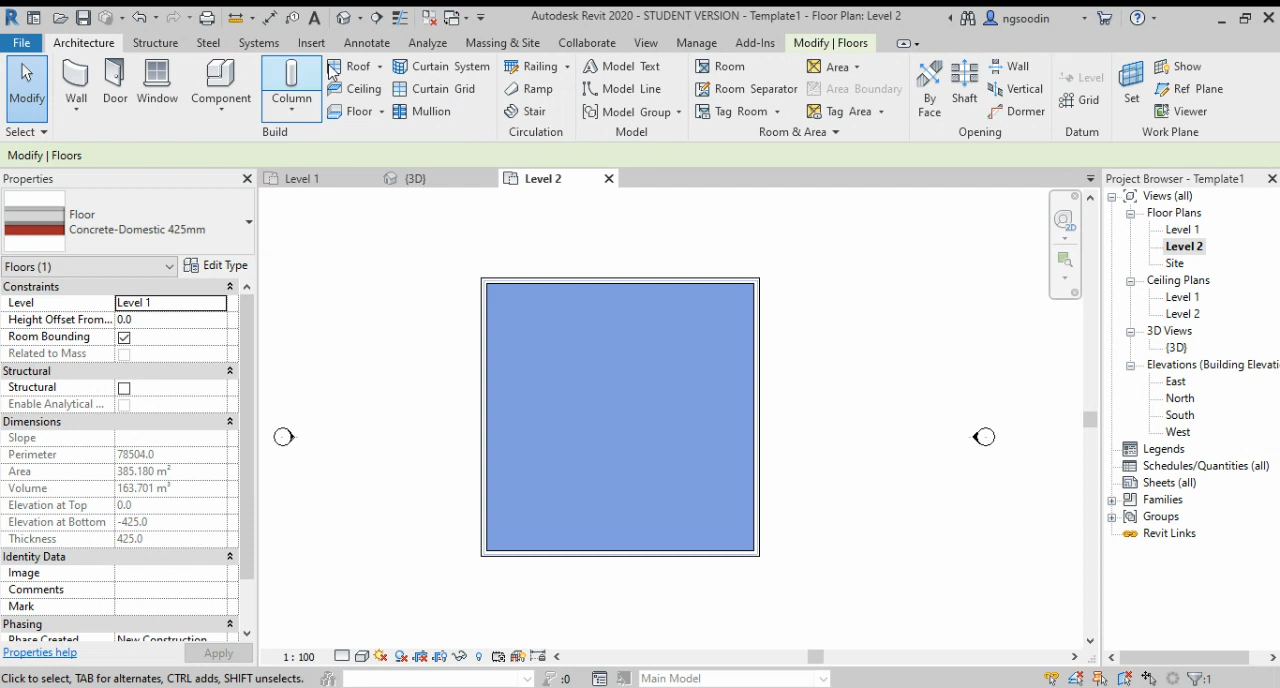 Autodesk Revit 2020 - STUDENT VERSION - Template1 - Floor Plan: Level 2
ngsoodin
File Architecture Structure Steel Systems Insert Annotate Analyze Massing & Site Collaborate View Manage Add-Ins Modify | Floors
Modify
Wall
Door
Window
Component
Column
Roof
Ceiling
Floor
Curtain System
Curtain Grid
Mullion
Railing
Ramp
Stair
Model Text
Model Line
Model Group
Room
Room Separator
Tag Room
Area
Area Boundary
Tag Area
By Face
Shaft
Wall
Vertical
Dormer
Level
Grid
Set
Show
Ref Plane
Viewer
Select Build Circulation Model Room & Area Opening Datum Work Plane
Modify | Floors
Properties
Floor
Concrete-Domestic 425mm
Floors (1) Edit Type
Constraints
Level Level 1
Height Offset From... 0.0
Room Bounding
Related to Mass
Structural
Structural
Enable Analytical ...
Dimensions
Slope
Perimeter 78504.0
Area 385.180 m²
Volume 163.701 m³
Elevation at Top 0.0
Elevation at Bottom -425.0
Thickness 425.0
Identity Data
Image
Comments
Mark
Phasing
Phase Created New Construction
Properties help Apply
Level 1 {3D} Level 2
2D
Project Browser - Template1
Views (all)
Floor Plans
Level 1
Level 2
Site
Ceiling Plans
Level 1
Level 2
3D Views
{3D}
Elevations (Building Elevati
East
North
South
West
Legends
Schedules/Quantities (all)
Sheets (all)
Families
Groups
Revit Links
1 : 100
Click to select, TAB for alternates, CTRL adds, SHIFT unselects. :0 Main Model :1